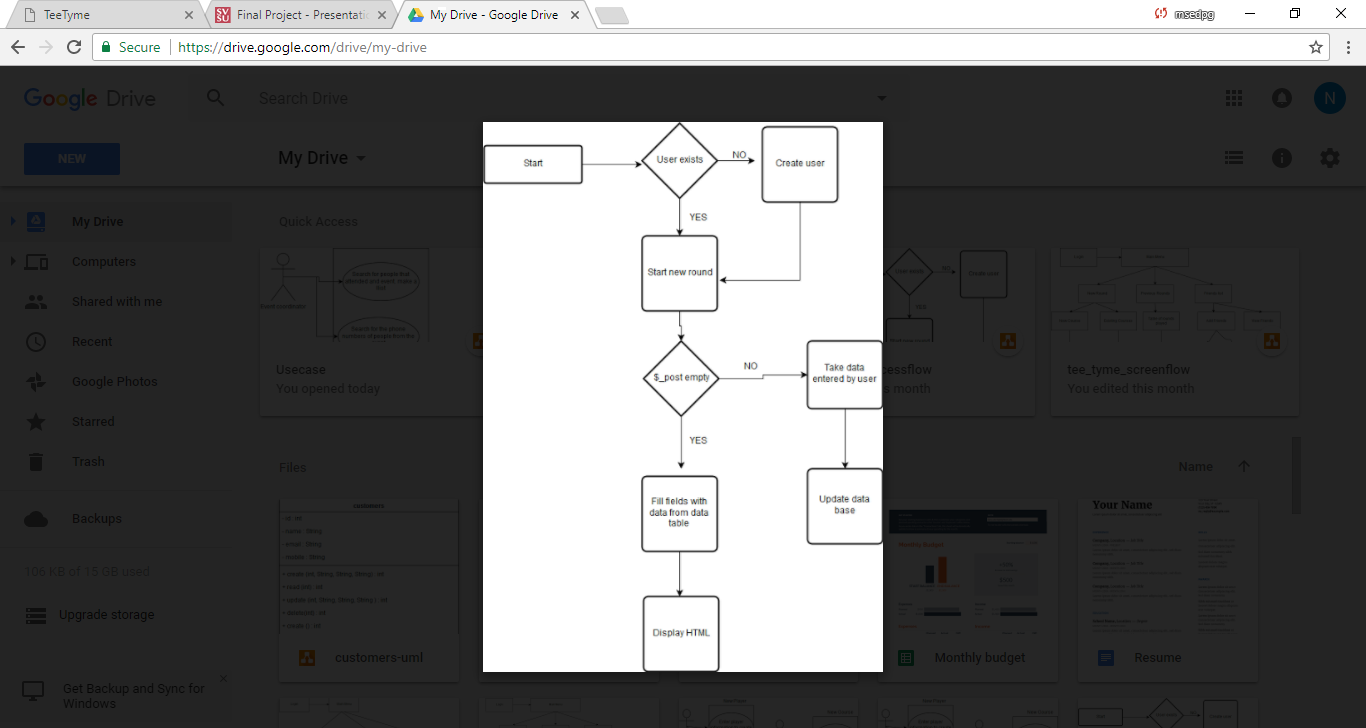 TeeTyme
Final Project - Presentati
My Drive - Google Drive
msedpg
Secure
https://drive.google.com/drive/my-drive
Google Drive
Search Drive
N
NEW
My Drive
My Drive
Computers
Shared with me
Recent
Google Photos
Starred
Trash
Backups
106 KB of 15 GB used
Upgrade storage
Get Backup and Sync for
Windows
Quick Access
Usecase
You opened today
cessflow
s month
tee_tyme_screenflow
You edited this month
Files
Name
Start
User exists
NO
Create user
YES
Start new round
$_post empty
NO
Take data
entered by user
YES
Fill fields with
data from data
table
Update data
base
Display HTML
customers
customers-uml
Monthly Budget
Monthly budget
Your Name
Resume